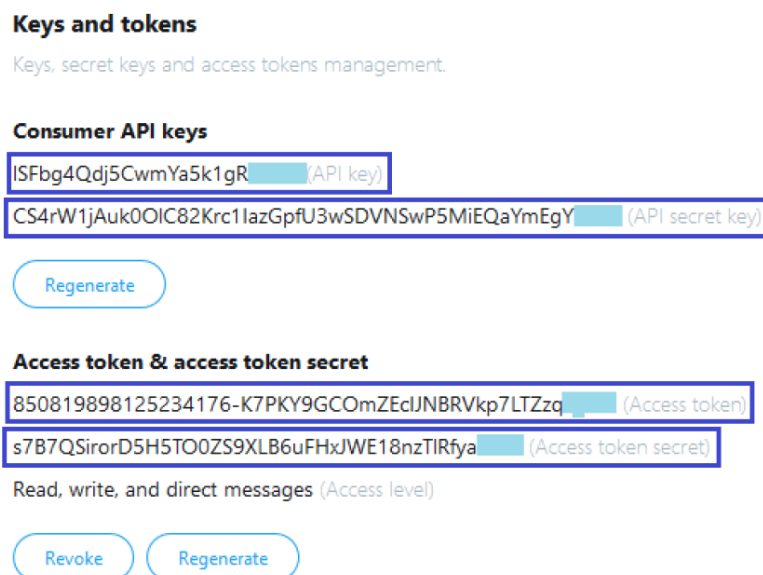 Keys and tokens
Keys, secret keys and access tokens management.
Consumer API keys
lSFbg4Qdj5CwmYa5k1gR (API key)
CS4rW1jAuk0OIC82Krc1IazGpfU3wSDVNSwP5MiEQaYmEgY (API secret key)
Regenerate
Access token & access token secret
850819898125234176-K7PKY9GCOmZEclJNBRVkp7LTZzq (Access token)
s7B7QSirorD5H5TO0ZS9XLB6uFHxJWE18nzTlRfya (Access token secret)
Read, write, and direct messages (Access level)
Revoke Regenerate